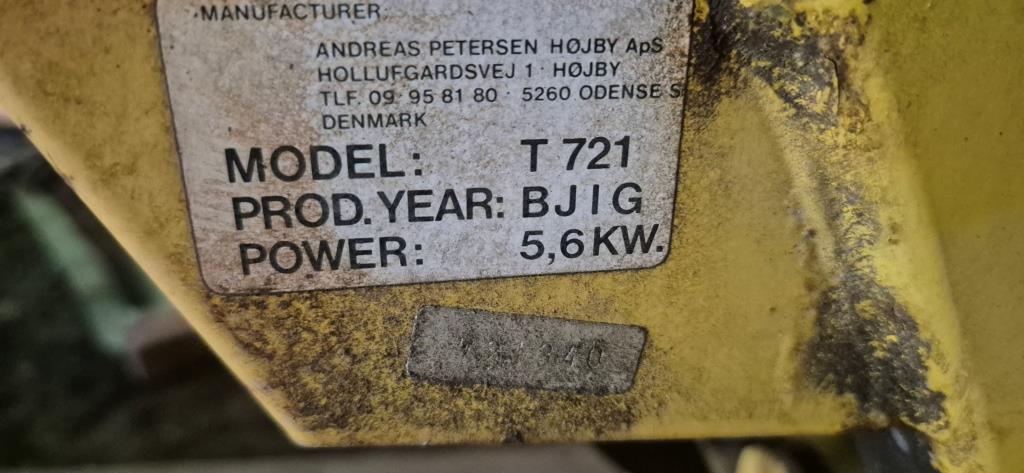 MANUFACTURER
ANDREAS PETERSEN HØJBY ApS
HOLLUFGARDSVEJ 1 · HØJBY
TLF. 09 · 95 81 80 · 5260 ODENSE S
DENMARK
MODEL: T 721
PROD. YEAR: BJIG
POWER: 5,6 KW.